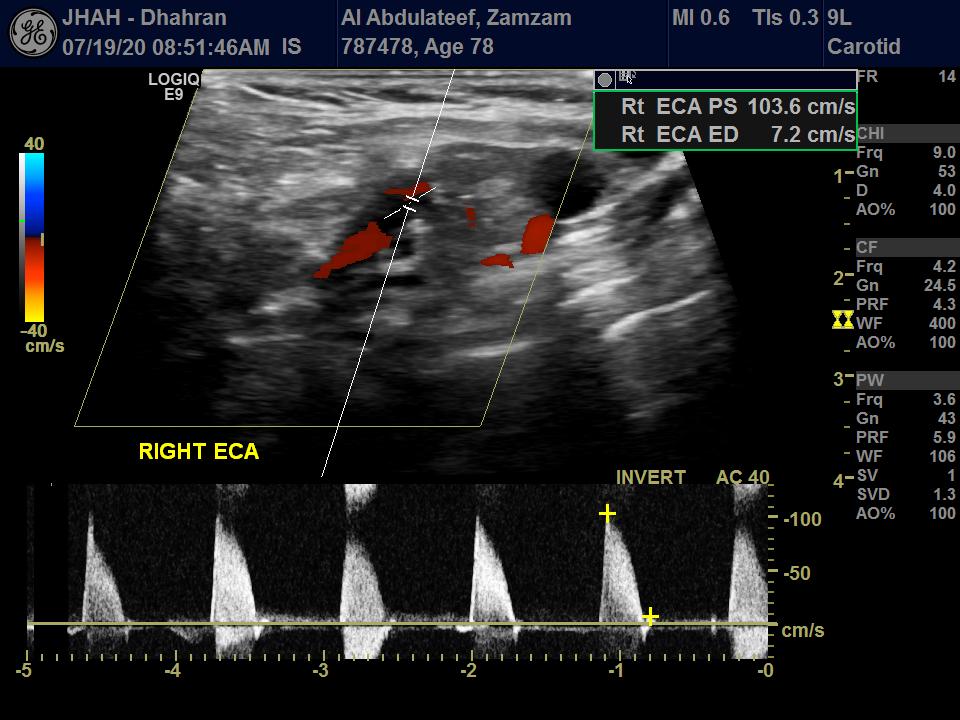 JHAH - Dhahran
07/19/20 08:51:46AM IS
Al Abdulateef, Zamzam
787478, Age 78
MI 0.6 TIs 0.3
9L
Carotid
LOGIQ
E9
Rt ECA PS 103.6 cm/s
Rt ECA ED 7.2 cm/s
40
-40
cm/s
FR 14
CHI
Frq 9.0
Gn 53
D 4.0
AO% 100
CF
Frq 4.2
Gn 24.5
PRF 4.3
WF 400
AO% 100
PW
Frq 3.6
Gn 43
PRF 5.9
WF 106
SV 1
SVD 1.3
AO% 100
1
2
3
4
RIGHT ECA
INVERT AC 40
-100
-50
cm/s
-5 -4 -3 -2 -1 -0